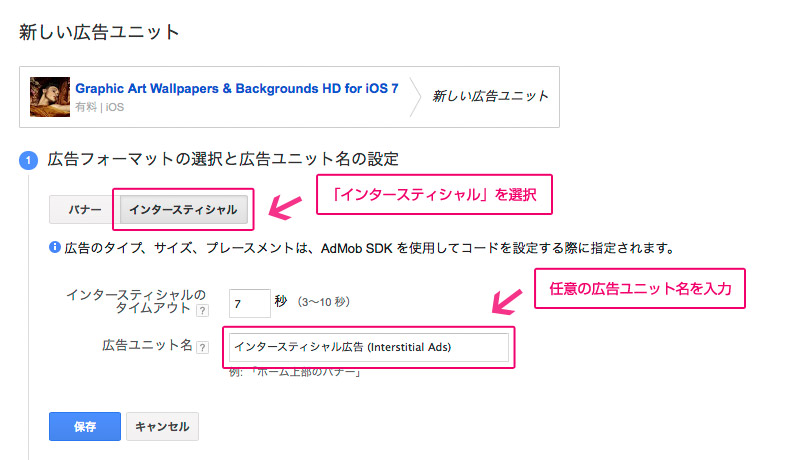 新しい広告ユニット
Graphic Art Wallpapers & Backgrounds HD for iOS 7
有料 | iOS
新しい広告ユニット
1 広告フォーマットの選択と広告ユニット名の設定
「インタースティシャル」を選択
バナー インタースティシャル
広告のタイプ、サイズ、プレースメントは、AdMob SDK を使用してコードを設定する際に指定されます。
任意の広告ユニット名を入力
インタースティシャルの
タイムアウト ? 7 秒 (3~10 秒)
広告ユニット名 ? インタースティシャル広告 (Interstitial Ads)
例: 「ホーム上部のバナー」
保存 キャンセル